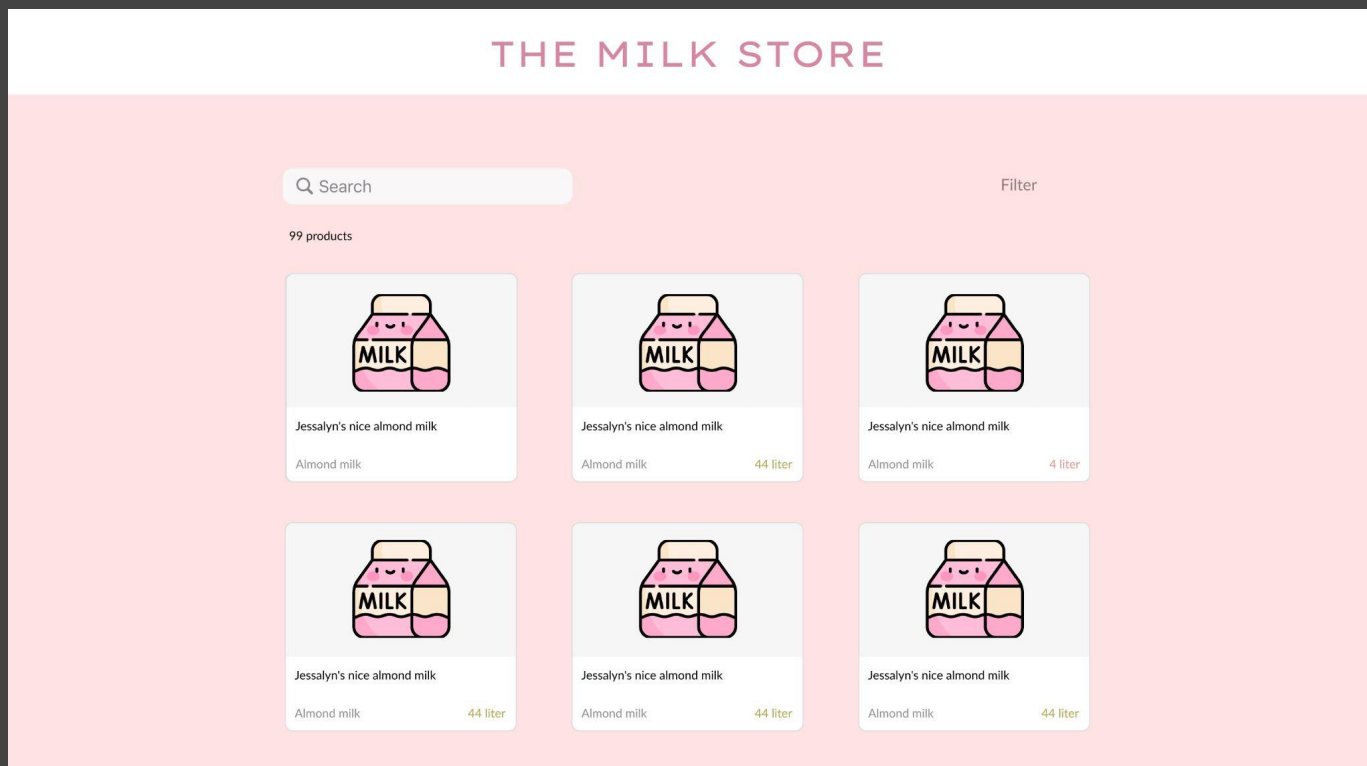 THE MILK STORE
Search
Filter
99 products
MILK
MILK
MILK
Jessalyn's nice almond milk
Jessalyn's nice almond milk
Jessalyn's nice almond milk
Almond milk
Almond milk
44 liter
Almond milk
4 liter
MILK
MILK
MILK
Jessalyn's nice almond milk
Jessalyn's nice almond milk
Jessalyn's nice almond milk
Almond milk
44 liter
Almond milk
44 liter
Almond milk
44 liter